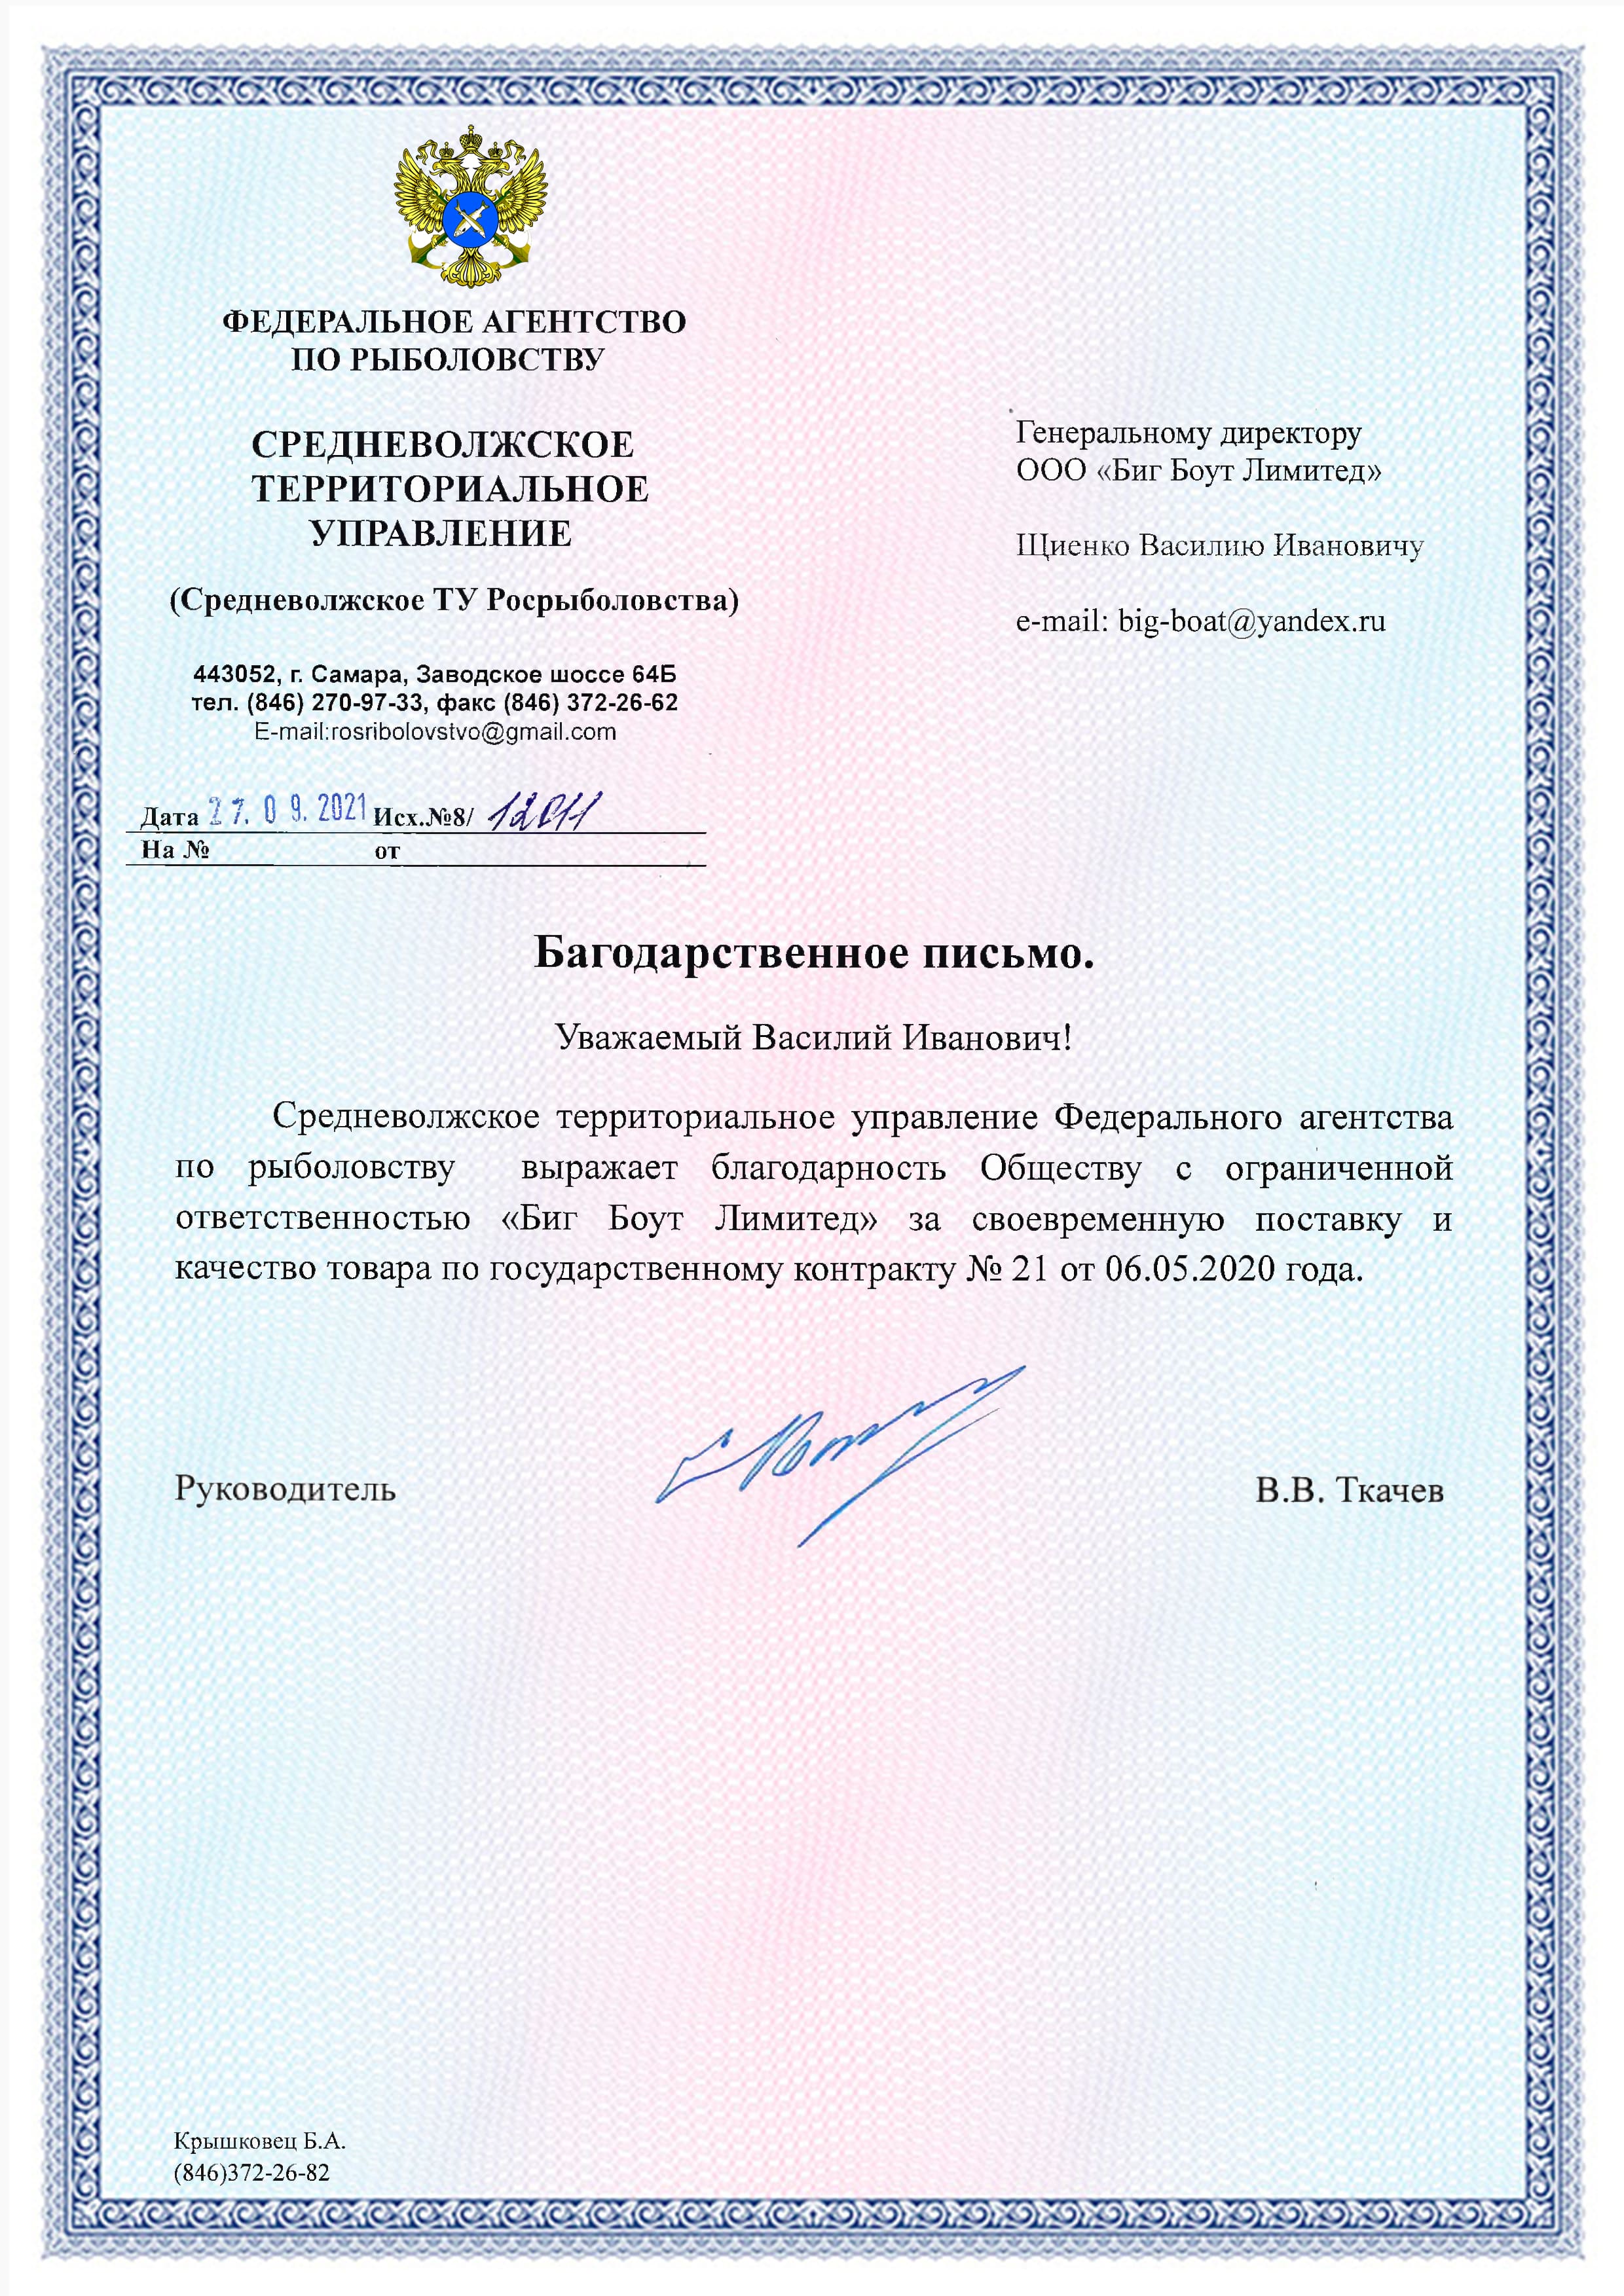 ФЕДЕРАЛЬНОЕ АГЕНТСТВО
ПО РЫБОЛОВСТВУ
СРЕДНЕВОЛЖСКОЕ
ТЕРРИТОРИАЛЬНОЕ
УПРАВЛЕНИЕ
(Средневолжское ТУ Росрыболовства)
443052, г. Самара, Заводское шоссе 64Б
тел. (846) 270-97-33, факс (846) 372-26-62
E-mail:rosribolovstvo@gmail.com
Дата 27. 0 9. 2021 Исх.№8/
На № от
Генеральному директору
ООО «Биг Боут Лимитед»
Щиенко Василию Ивановичу
e-mail: big-boat@yandex.ru
Багодарственное письмо.
Уважаемый Василий Иванович!
Средневолжское территориальное управление Федерального агентства
по рыболовству выражает благодарность Обществу с ограниченной
ответственностью «Биг Боут Лимитед» за своевременную поставку и
качество товара по государственному контракту № 21 от 06.05.2020 года.
Руководитель В.В. Ткачев
Крышковец Б.А.
(846)372-26-82